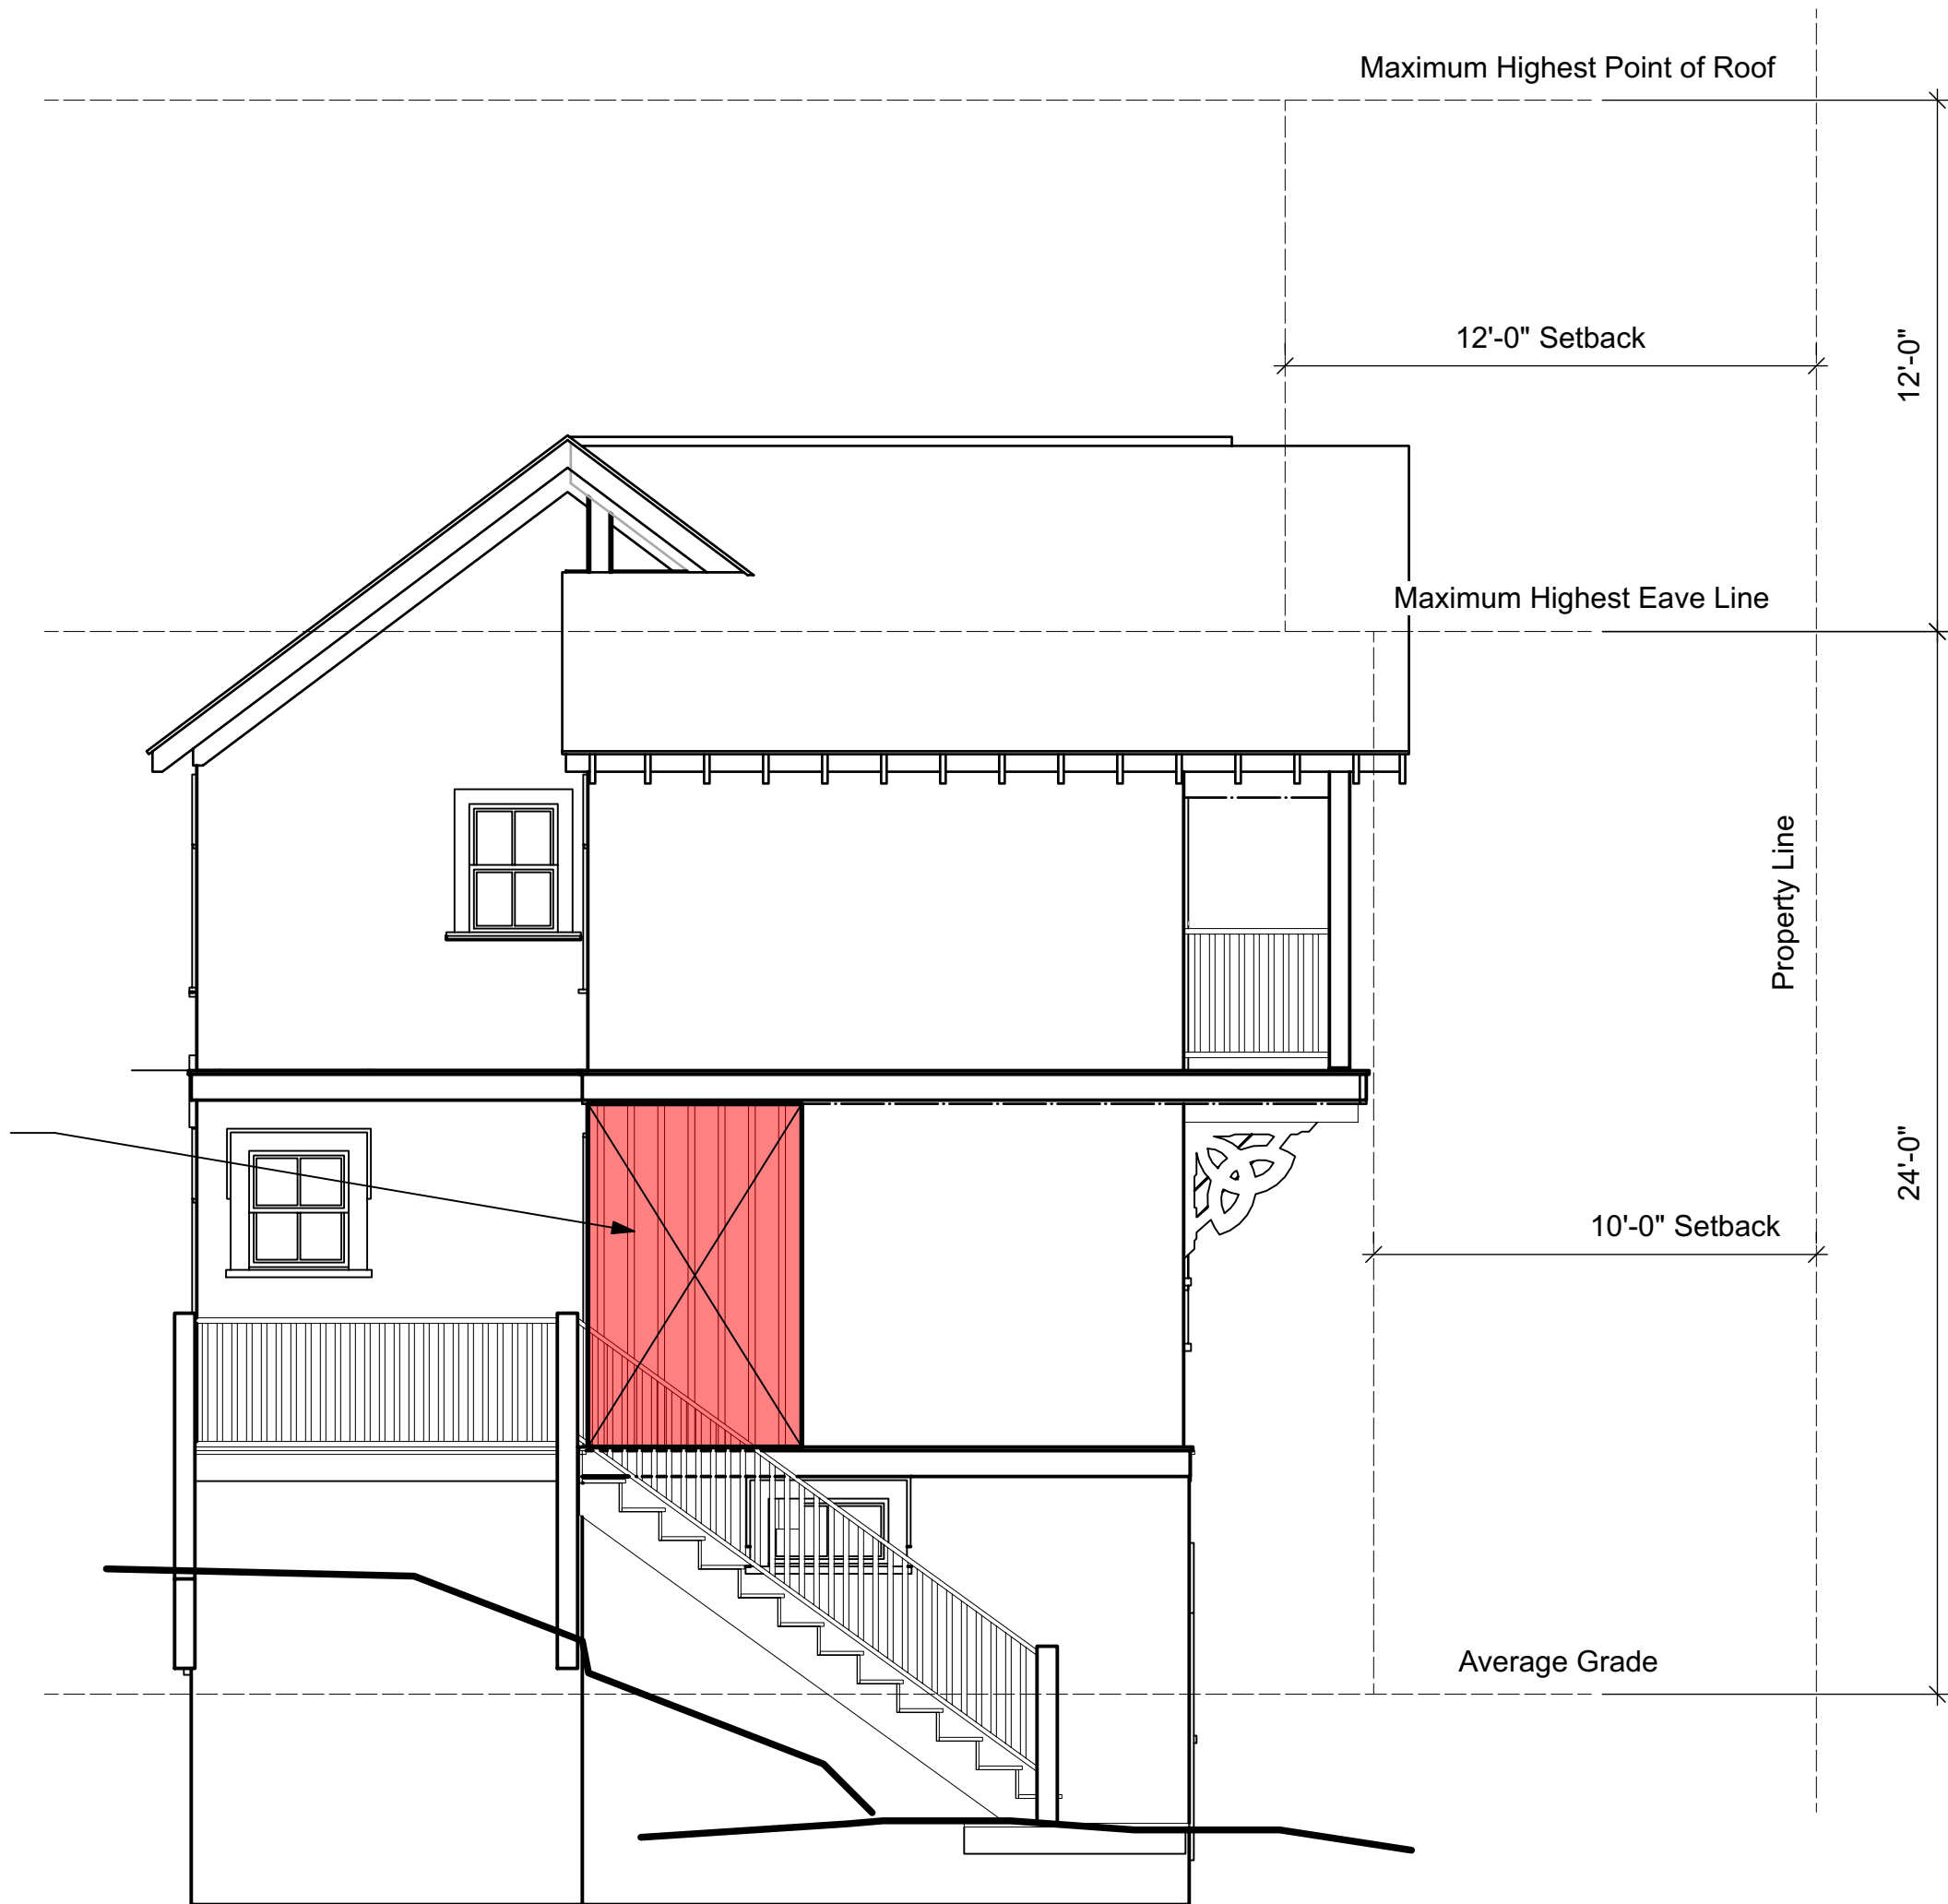 Maximum Highest Point of Roof
12'-0" Setback
12'-0"
Maximum Highest Eave Line
Property Line
24'-0"
10'-0" Setback
Average Grade